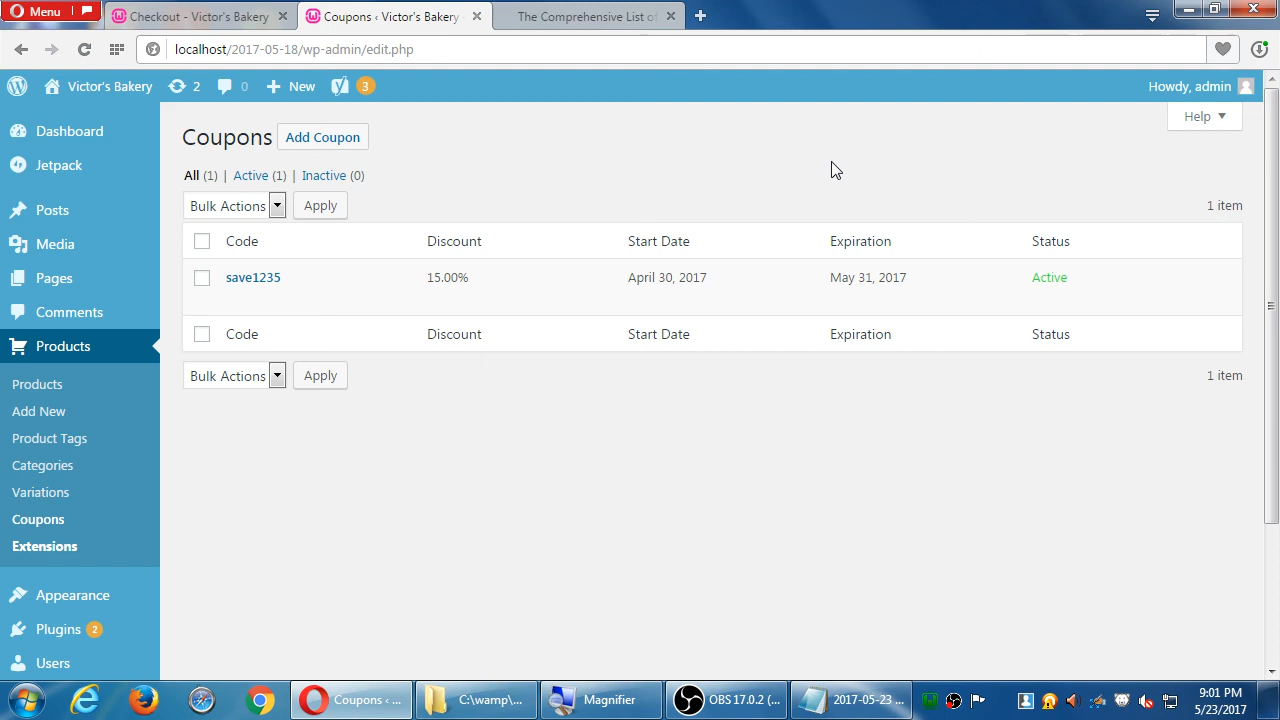 Menu
Checkout - Victor's Bakery
Coupons ‹ Victor's Bakery
The Comprehensive List of
localhost/2017-05-18/wp-admin/edit.php
Victor's Bakery
2
0
New
3
Howdy, admin
Dashboard
Jetpack
Posts
Media
Pages
Comments
Products
Products
Add New
Product Tags
Categories
Variations
Coupons
Extensions
Appearance
Plugins 2
Users
Help
Coupons Add Coupon
All (1) | Active (1) | Inactive (0)
Bulk Actions Apply 1 item
Code Discount Start Date Expiration Status
save1235 15.00% April 30, 2017 May 31, 2017 Active
Code Discount Start Date Expiration Status
Bulk Actions Apply 1 item
Coupons ‹ ...
C:\wamp\...
Magnifier
OBS 17.0.2 (...
2017-05-23 ...
9:01 PM
5/23/2017